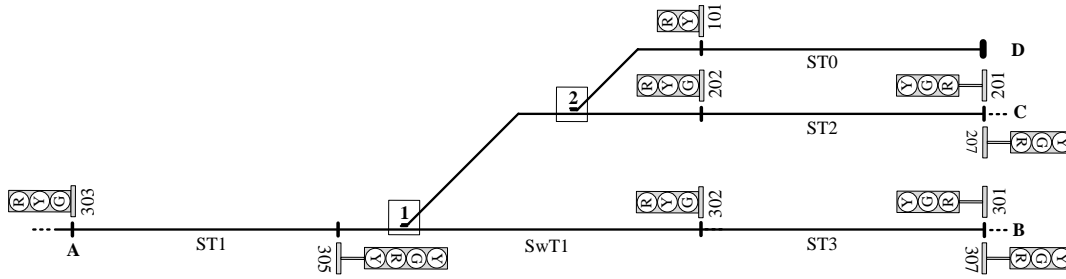 R Y
101
D
ST0
2
R Y G
202
Y G R
201
C
ST2
207
R G Y
R Y G
303
1
R Y G
302
Y G R
301
A
ST1
305
Y G R Y
SwT1
ST3
B
307
R G Y